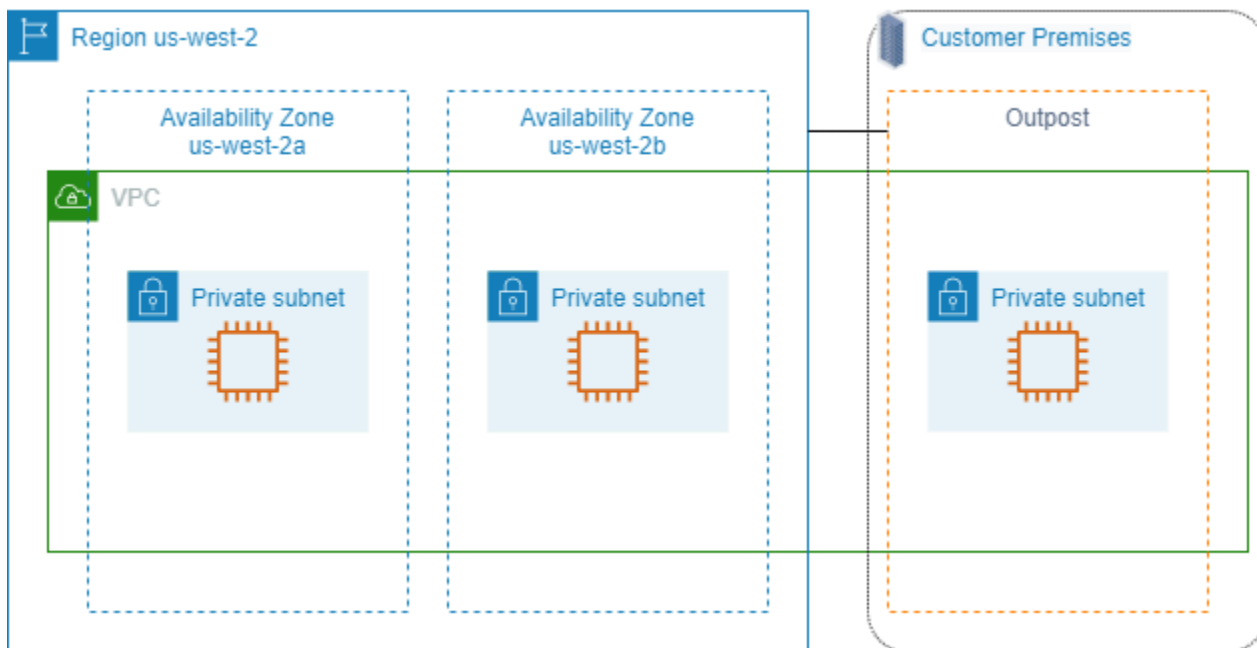 Region us-west-2
Customer Premises
Availability Zone
us-west-2a
Availability Zone
us-west-2b
Outpost
VPC
Private subnet
Private subnet
Private subnet